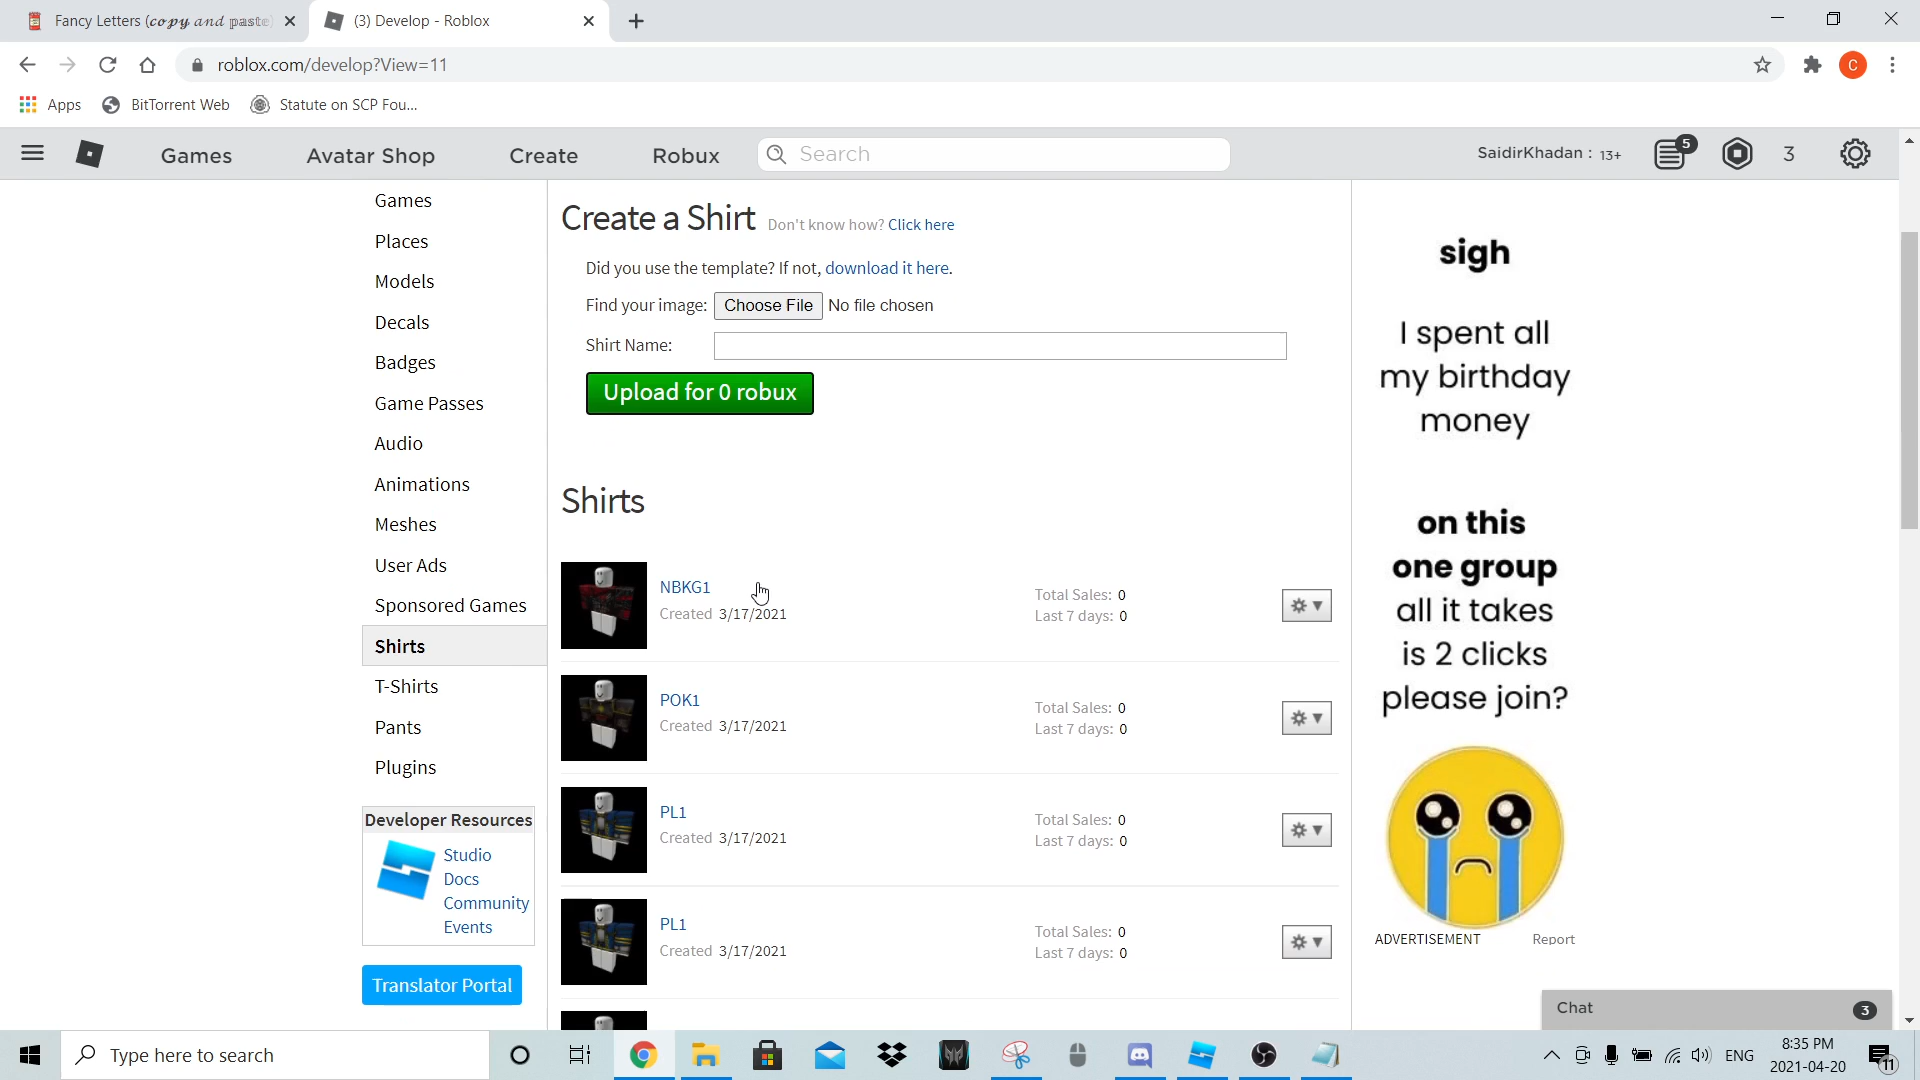 Fancy Letters (𝓬𝓸𝓹𝔂 𝒶𝓃𝒹 𝕡𝕒𝕤𝕥𝕖
(3) Develop - Roblox
roblox.com/develop?View=11
C
Apps
BitTorrent Web
Statute on SCP Fou...
Games
Avatar Shop
Create
Robux
Search
SaidirKhadan : 13+
5
3
Games
Places
Models
Decals
Badges
Game Passes
Audio
Animations
Meshes
User Ads
Sponsored Games
Shirts
T-Shirts
Pants
Plugins
Developer Resources
Studio
Docs
Community
Events
Translator Portal
Create a Shirt Don't know how? Click here
Did you use the template? If not, download it here.
Find your image: Choose File No file chosen
Shirt Name:
Upload for 0 robux
Shirts
NBKG1
Created 3/17/2021
Total Sales: 0
Last 7 days: 0
POK1
Created 3/17/2021
Total Sales: 0
Last 7 days: 0
PL1
Created 3/17/2021
Total Sales: 0
Last 7 days: 0
PL1
Created 3/17/2021
Total Sales: 0
Last 7 days: 0
sigh
I spent all
my birthday
money
on this
one group
all it takes
is 2 clicks
please join?
ADVERTISEMENT
Report
Chat
3
Type here to search
ENG
8:35 PM
2021-04-20
11